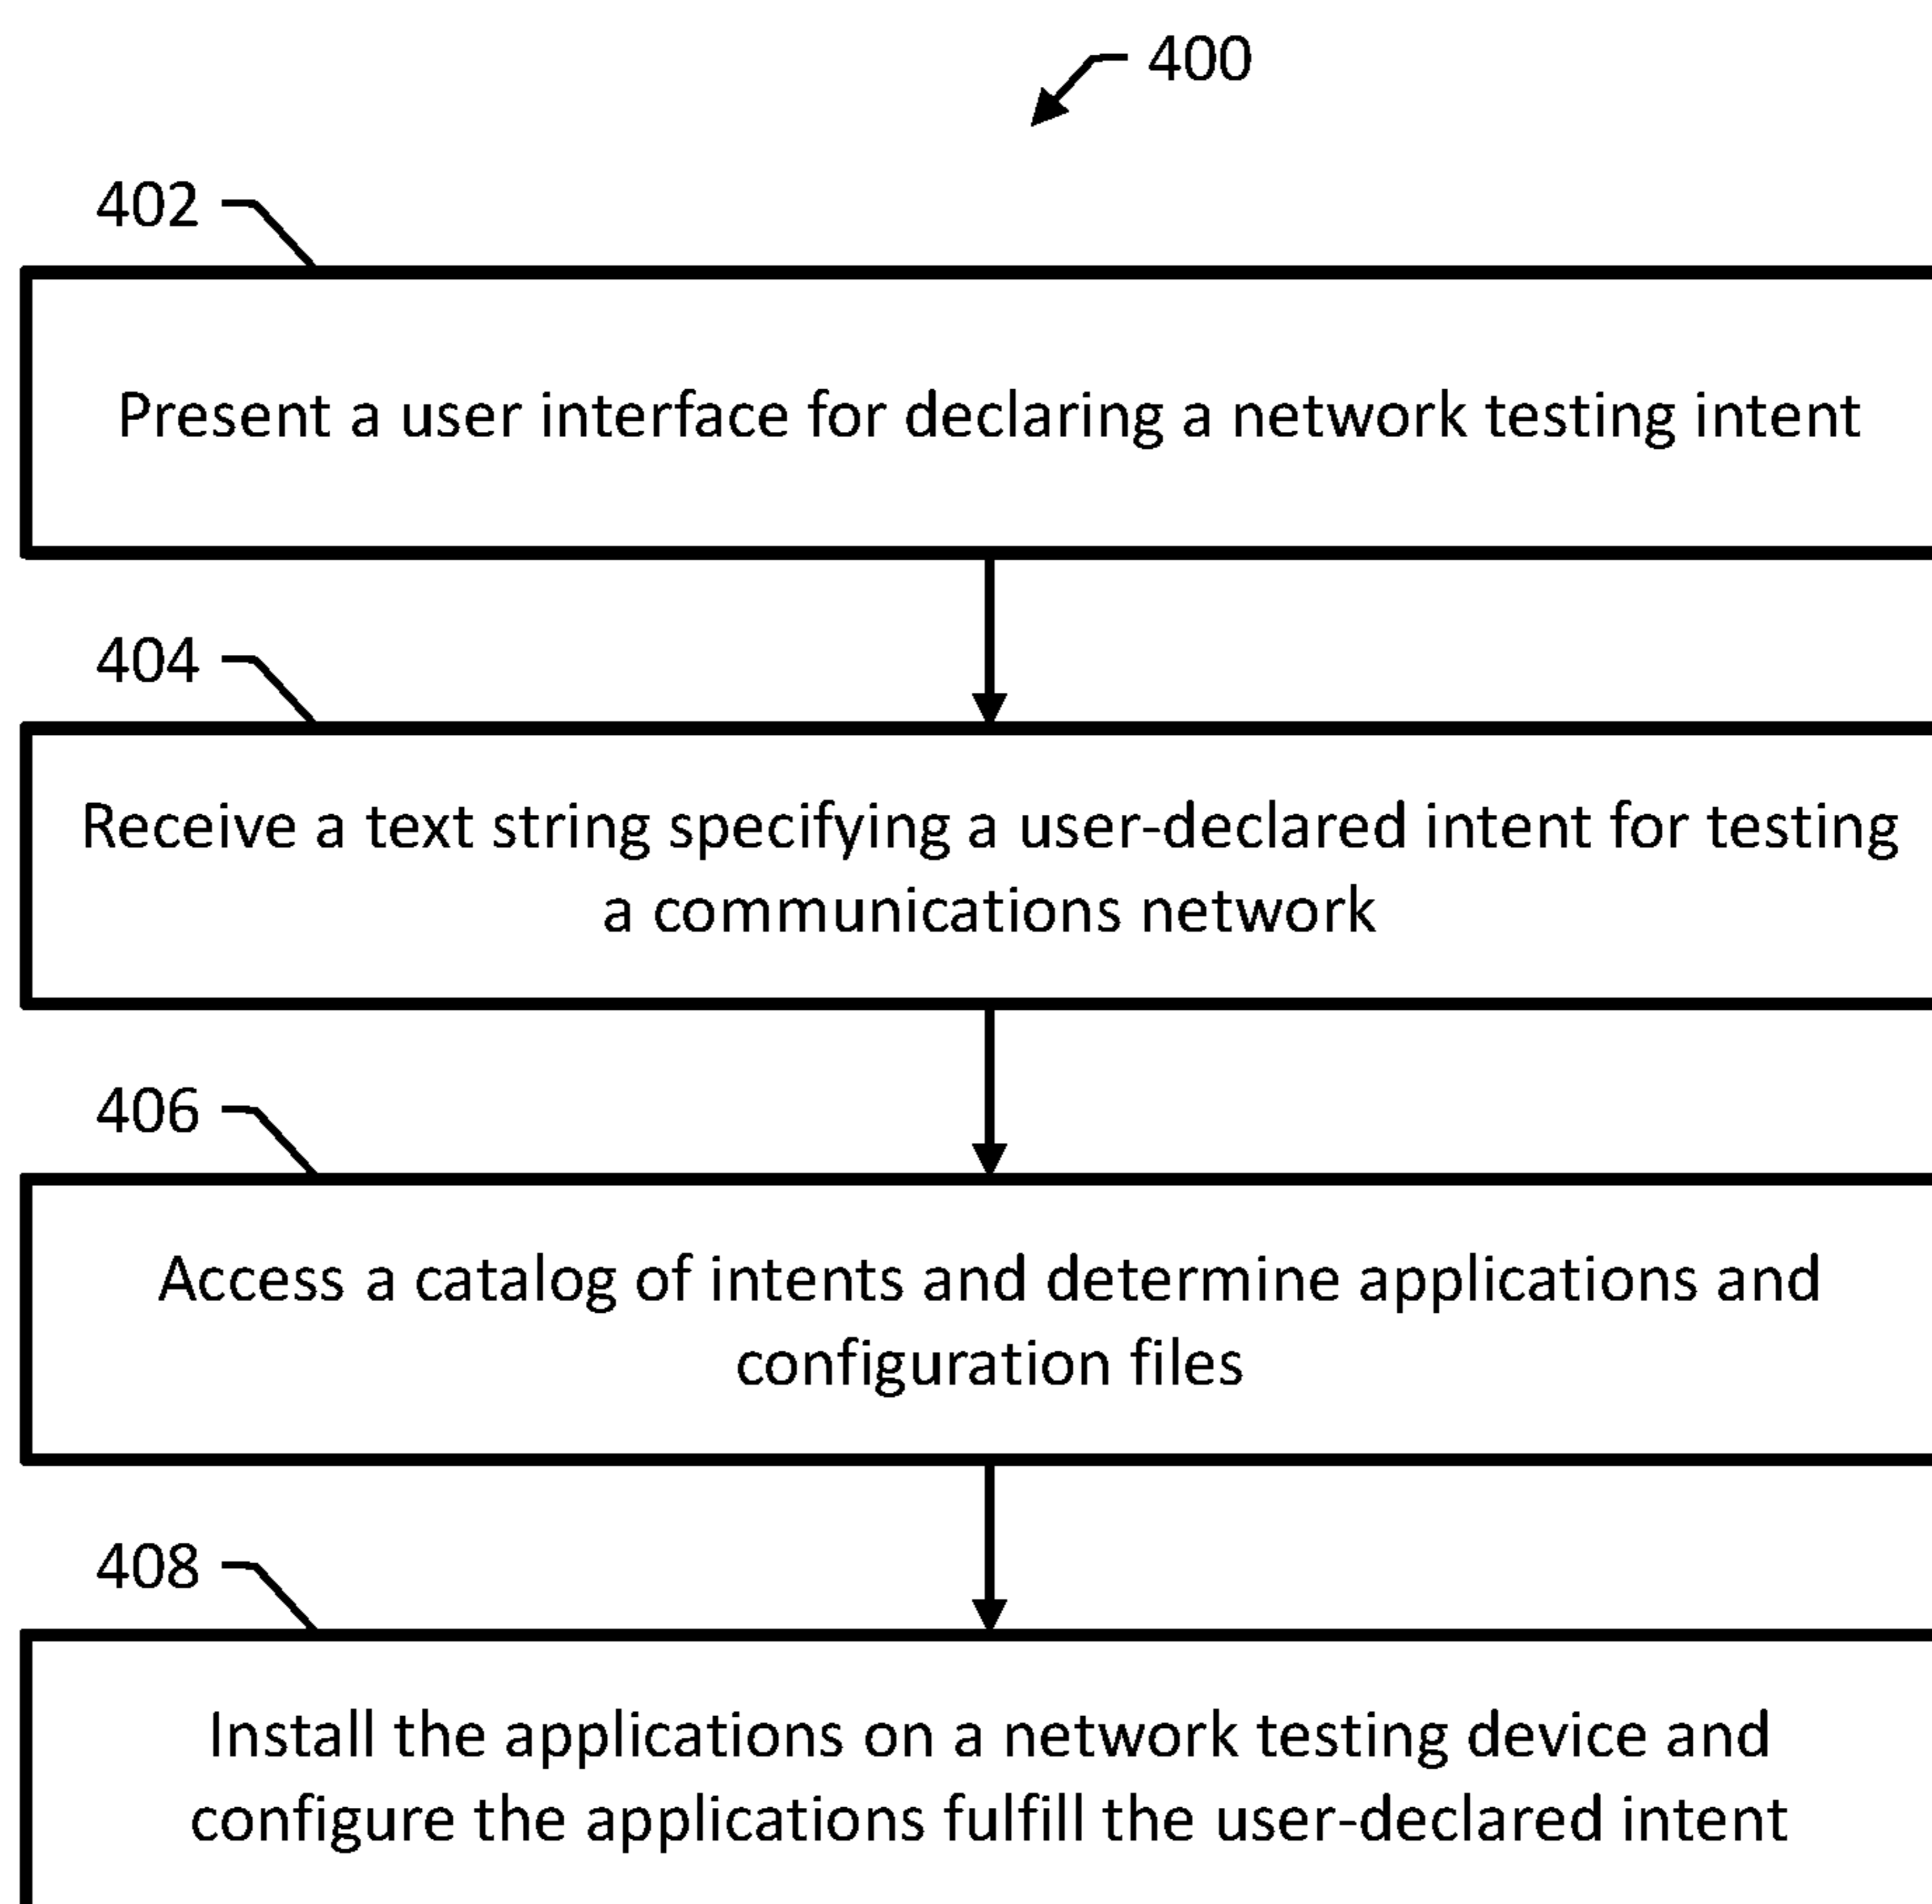 400
402
Present a user interface for declaring a network testing intent
404
Receive a text string specifying a user-declared intent for testing
a communications network
406
Access a catalog of intents and determine applications and
configuration files
408
Install the applications on a network testing device and
configure the applications fulfill the user-declared intent